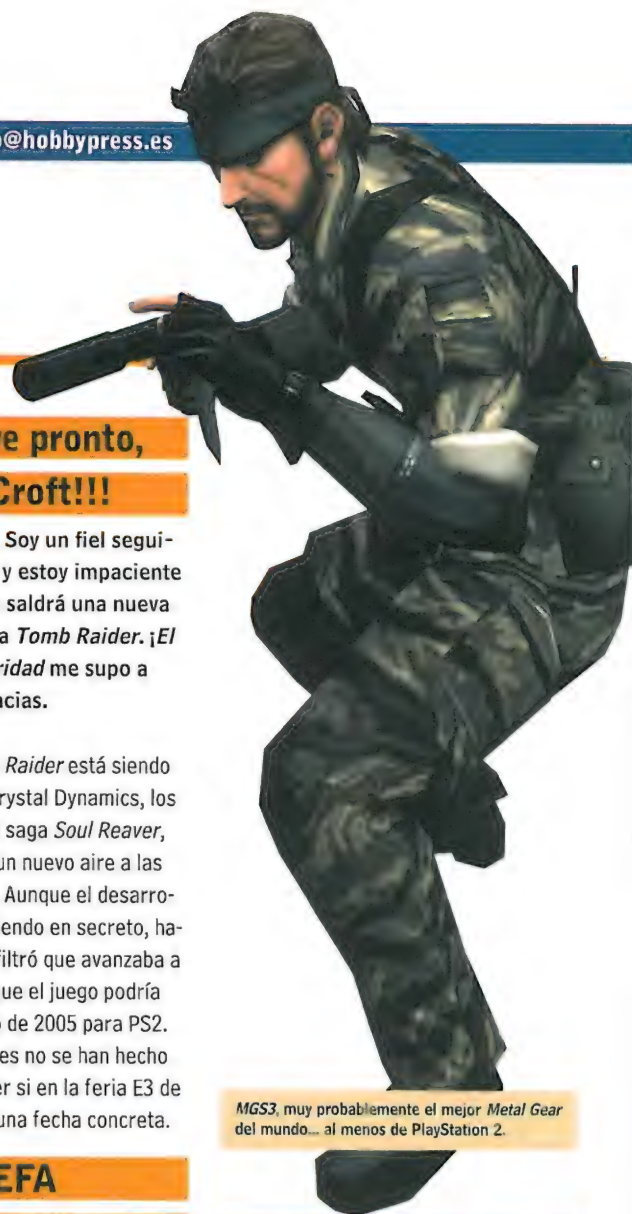 o@hobbypress.es
e pronto,
Croft!!!
Soy un fiel segui-
y estoy impaciente
saldrá una nueva
a Tomb Raider. ¡El
ridad me supo a
acias.
Raider está siendo
rystal Dynamics, los
saga Soul Reaver,
un nuevo aire a las
Aunque el desarro-
endo en secreto, ha-
filtró que avanzaba a
ue el juego podría
o de 2005 para PS2.
es no se han hecho
er si en la feria E3 de
una fecha concreta.
EFA
MGS3, muy probablemente el mejor Metal Gear
del mundo... al menos de PlayStation 2.